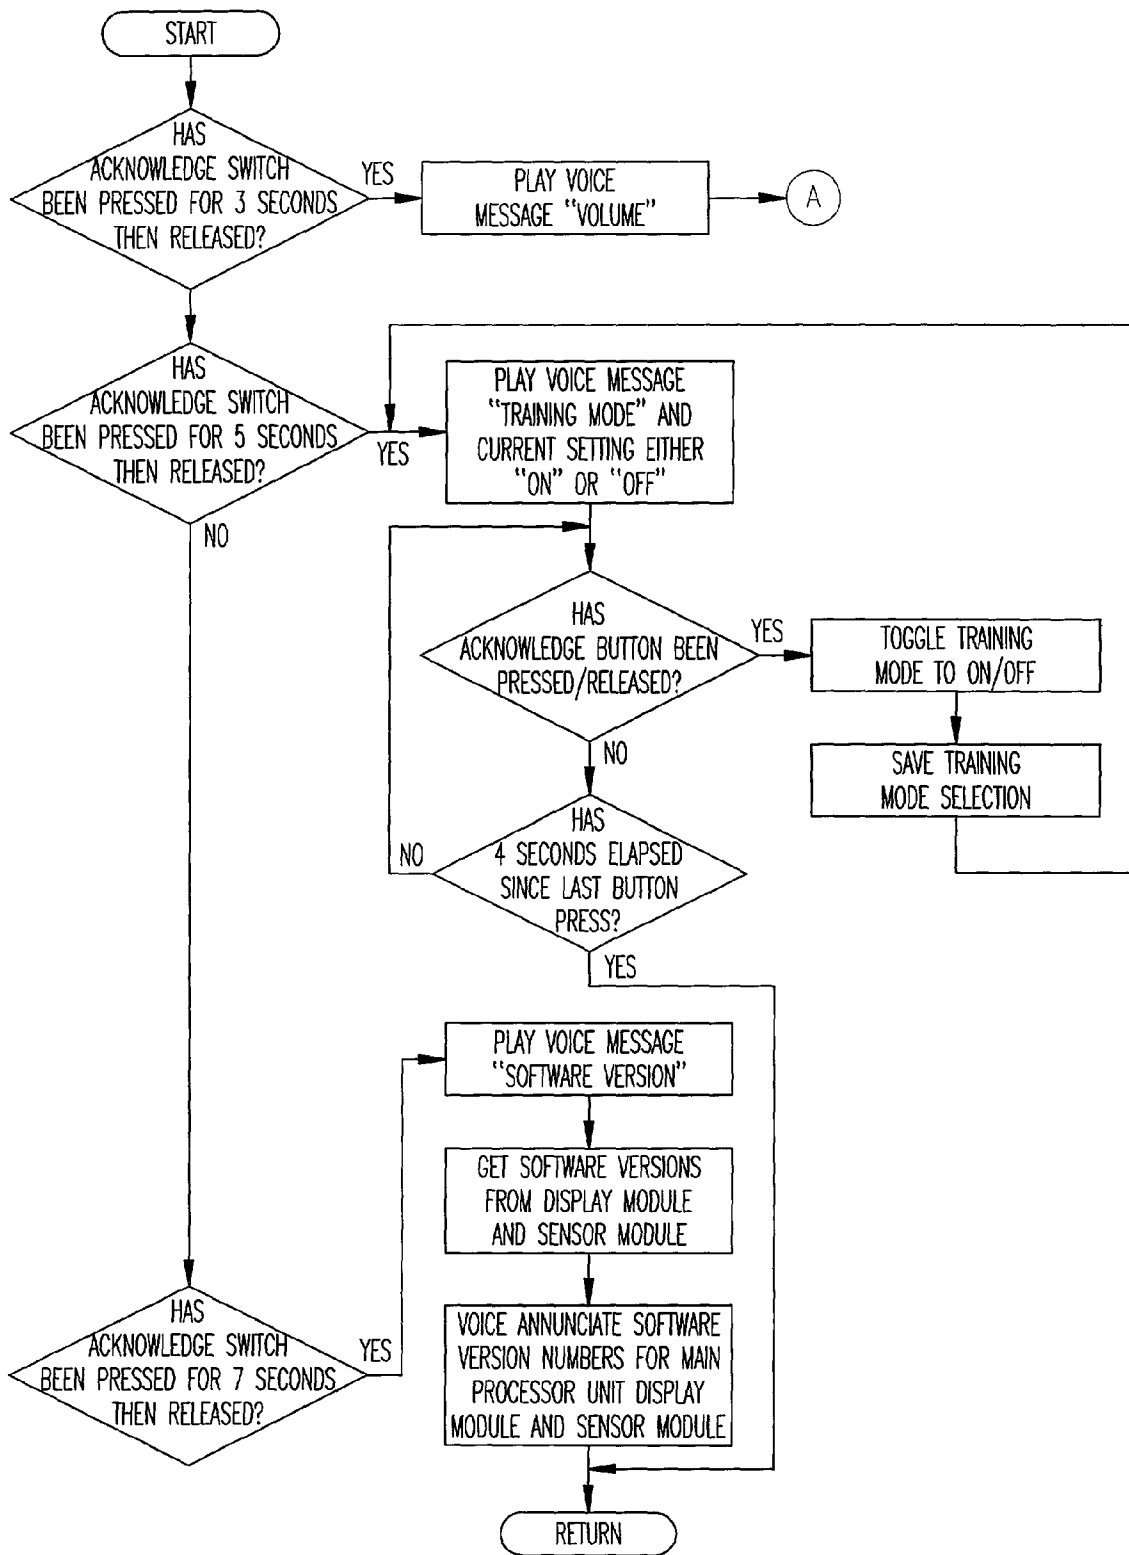 START
HAS
ACKNOWLEDGE SWITCH
BEEN PRESSED FOR 3 SECONDS
THEN RELEASED?
YES
PLAY VOICE
MESSAGE "VOLUME"
A
HAS
ACKNOWLEDGE SWITCH
BEEN PRESSED FOR 5 SECONDS
THEN RELEASED?
YES
NO
PLAY VOICE MESSAGE
"TRAINING MODE" AND
CURRENT SETTING EITHER
"ON" OR "OFF"
HAS
ACKNOWLEDGE BUTTON BEEN
PRESSED/RELEASED?
YES
NO
TOGGLE TRAINING
MODE TO ON/OFF
SAVE TRAINING
MODE SELECTION
HAS
4 SECONDS ELAPSED
SINCE LAST BUTTON
PRESS?
NO
YES
PLAY VOICE MESSAGE
"SOFTWARE VERSION"
GET SOFTWARE VERSIONS
FROM DISPLAY MODULE
AND SENSOR MODULE
HAS
ACKNOWLEDGE SWITCH
BEEN PRESSED FOR 7 SECONDS
THEN RELEASED?
YES
VOICE ANNUNCIATE SOFTWARE
VERSION NUMBERS FOR MAIN
PROCESSOR UNIT DISPLAY
MODULE AND SENSOR MODULE
RETURN